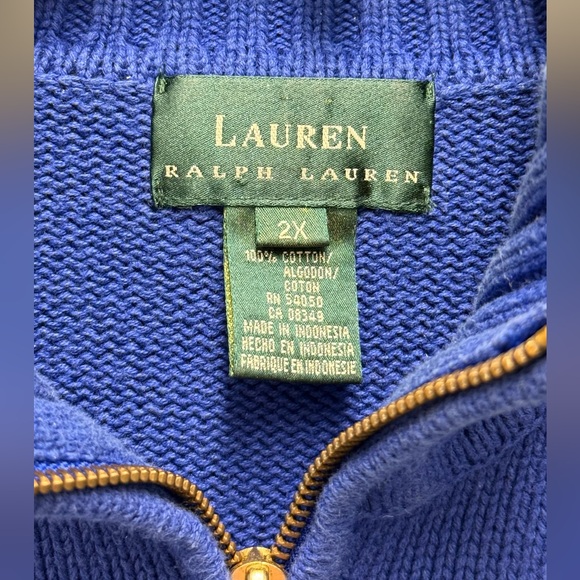 LAUREN
RALPH LAUREN
2X
100% COTTON/
ALGODON/
COTON
RN 54050
CA 08349
MADE IN INDONESIA
HECHO EN INDONESIA
FABRIQUE EN INDONESIE